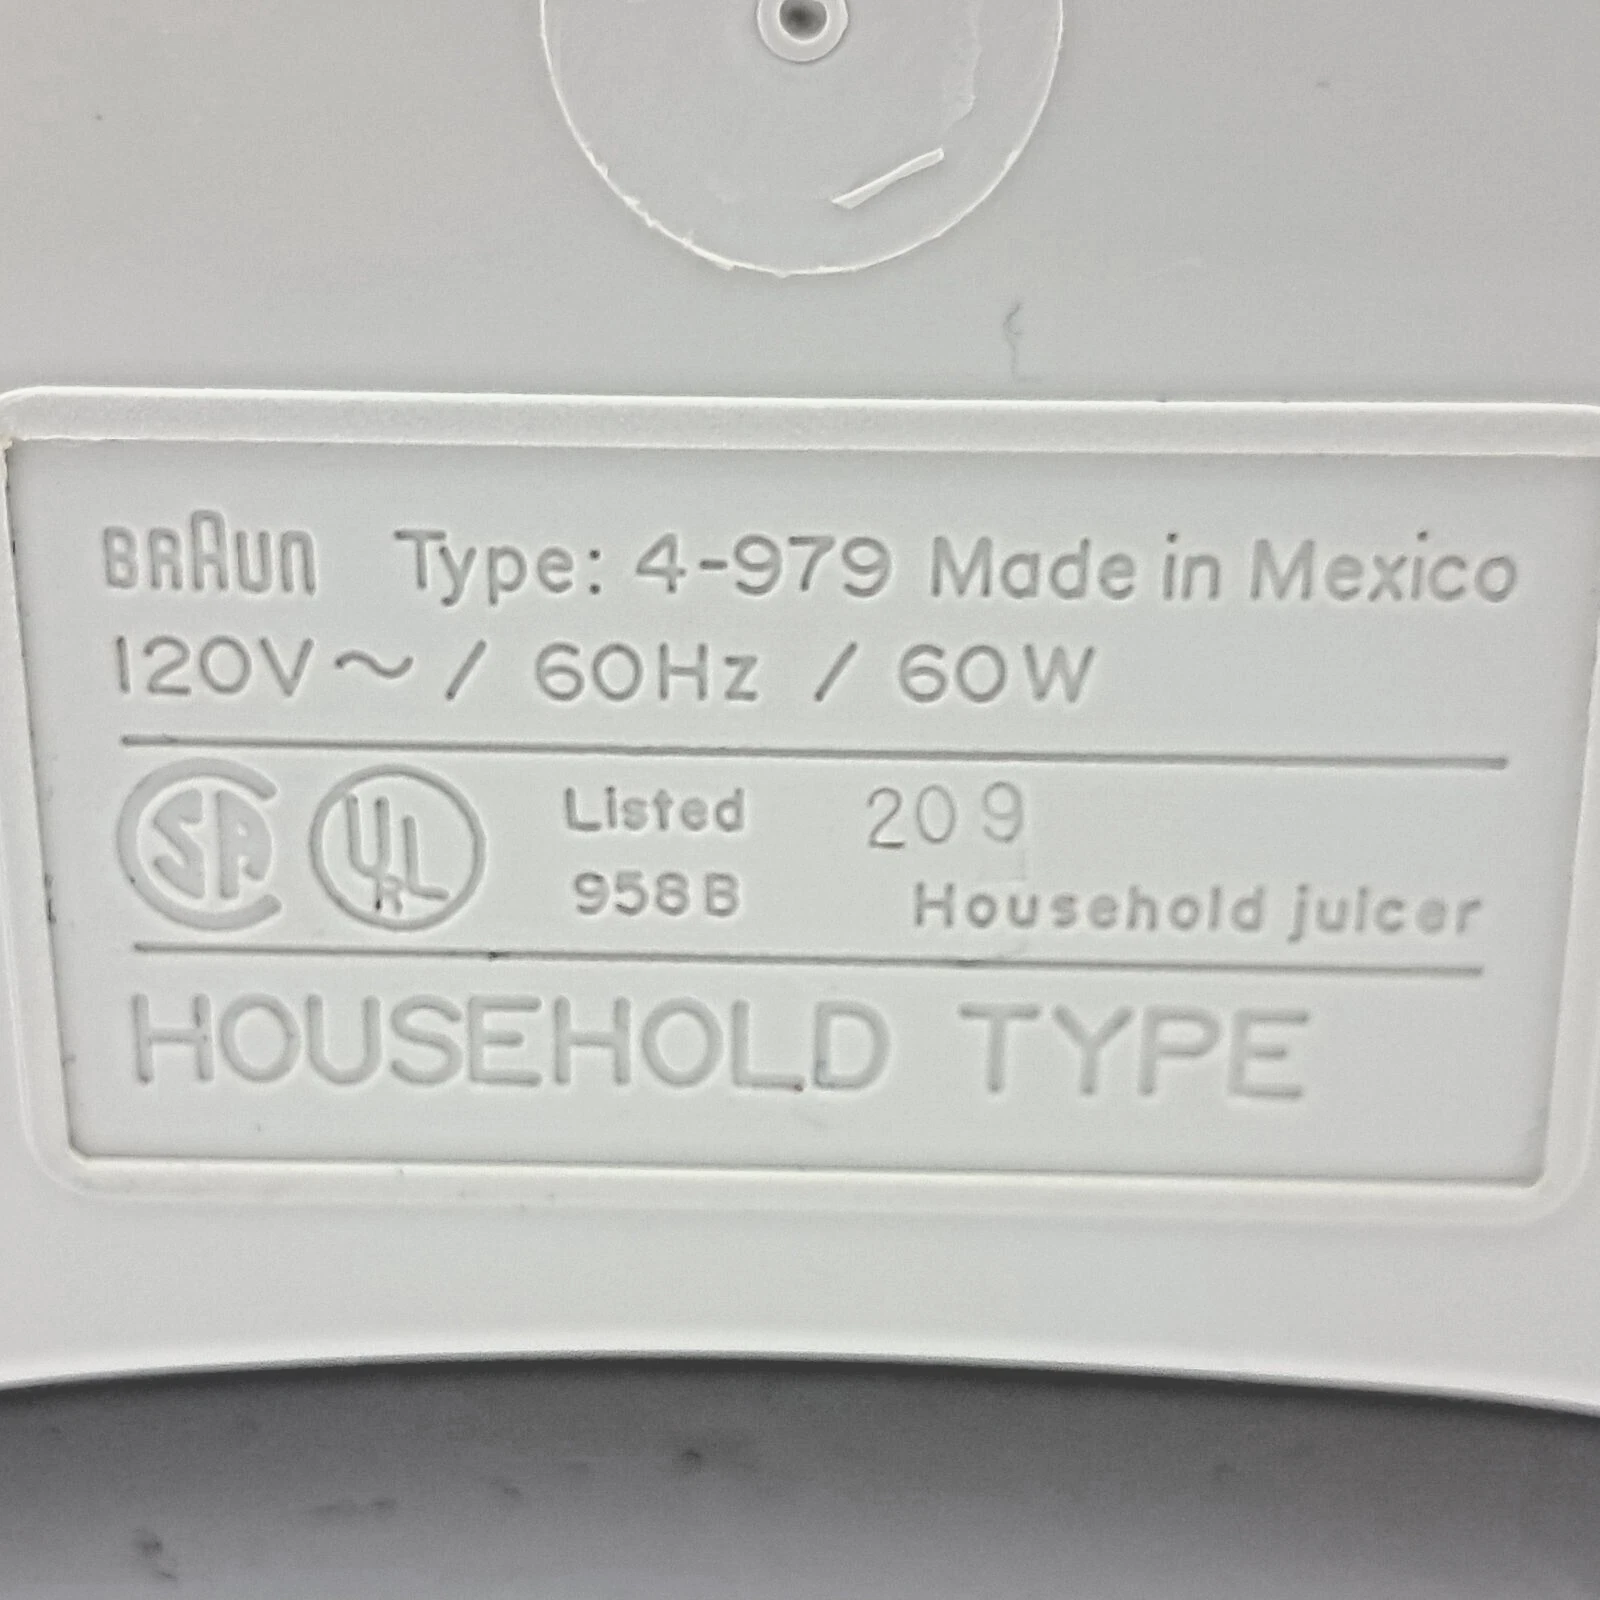 BRAUN Type: 4-979 Made in Mexico
120V~ / 60Hz / 60W
SA UL R Listed 209
958B Household juicer
HOUSEHOLD TYPE